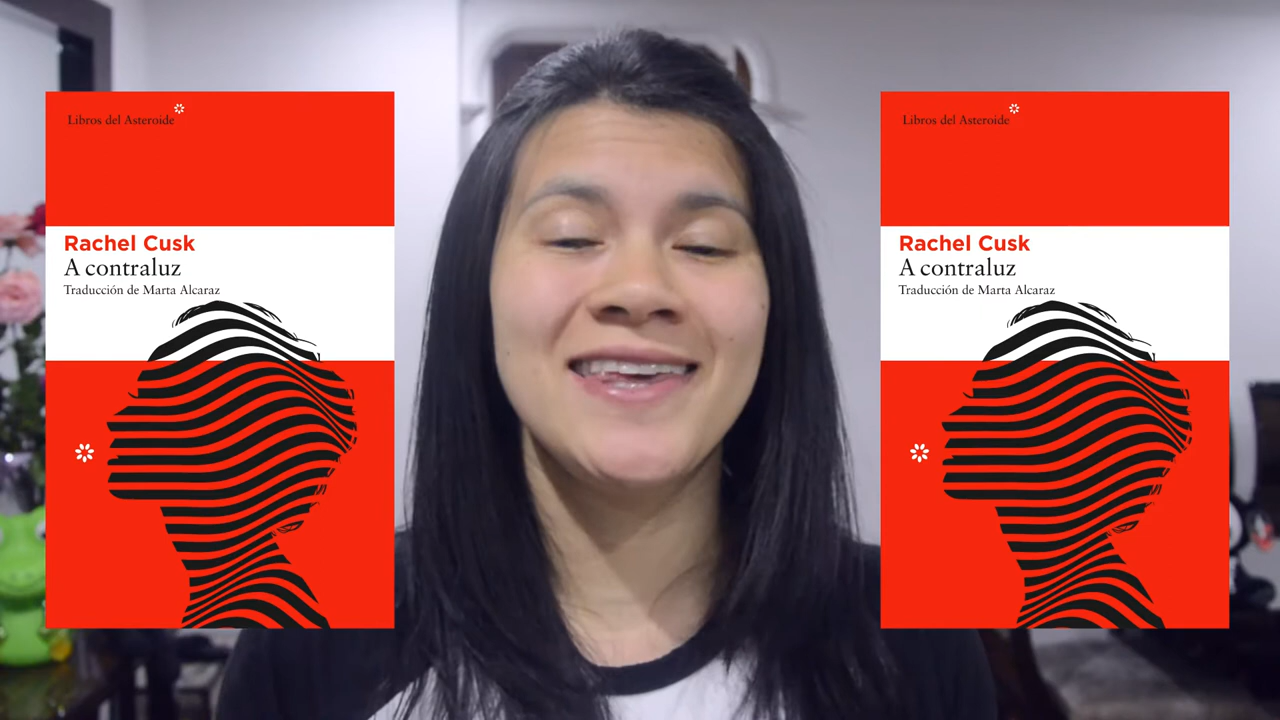 Libros del Asteroide
Rachel Cusk
A contraluz
Traducción de Marta Alcaraz
Libros del Asteroide
Rachel Cusk
A contraluz
Traducción de Marta Alcaraz